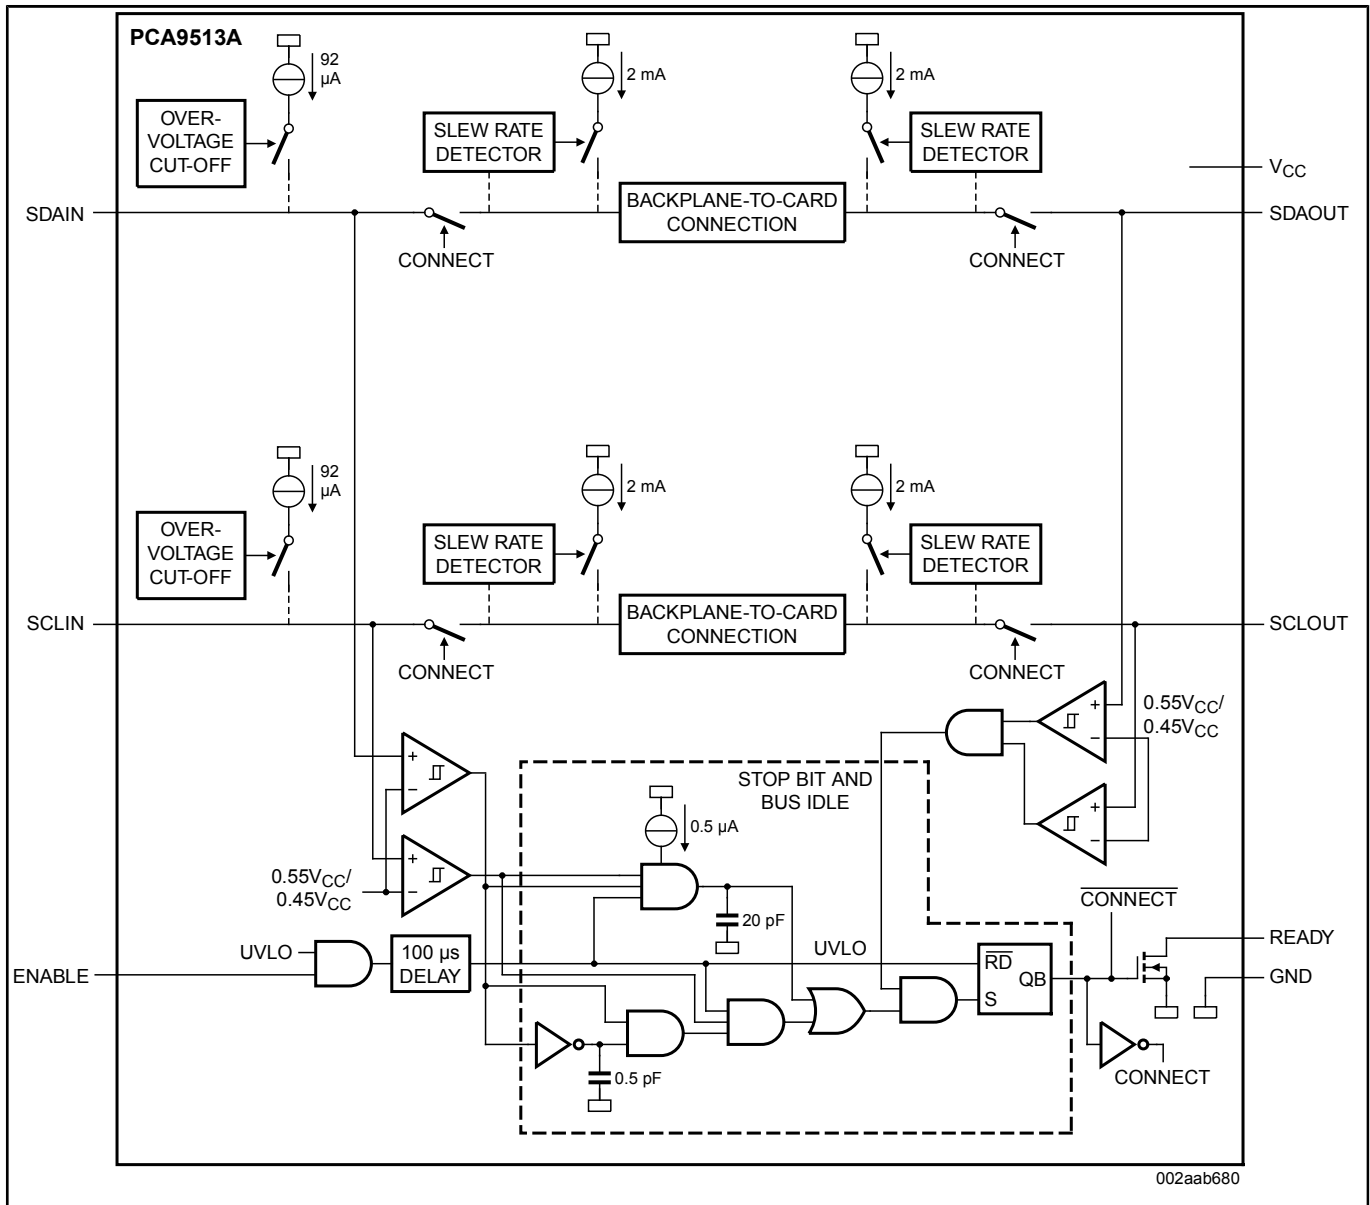 PCA9513A
92
µA
2 mA
2 mA
OVER-
VOLTAGE
CUT-OFF
SLEW RATE
DETECTOR
SLEW RATE
DETECTOR
VCC
SDAIN
BACKPLANE-TO-CARD
CONNECTION
SDAOUT
CONNECT
CONNECT
92
µA
2 mA
2 mA
OVER-
VOLTAGE
CUT-OFF
SLEW RATE
DETECTOR
SLEW RATE
DETECTOR
SCLIN
BACKPLANE-TO-CARD
CONNECTION
SCLOUT
CONNECT
CONNECT
+
−
0.55VCC/
0.45VCC
+
−
STOP BIT AND
BUS IDLE
+
−
0.5 µA
+
−
0.55VCC/
0.45VCC
CONNECT
20 pF
UVLO
100 µs
DELAY
UVLO
READY
ENABLE
RD
QB
S
GND
0.5 pF
CONNECT
002aab680